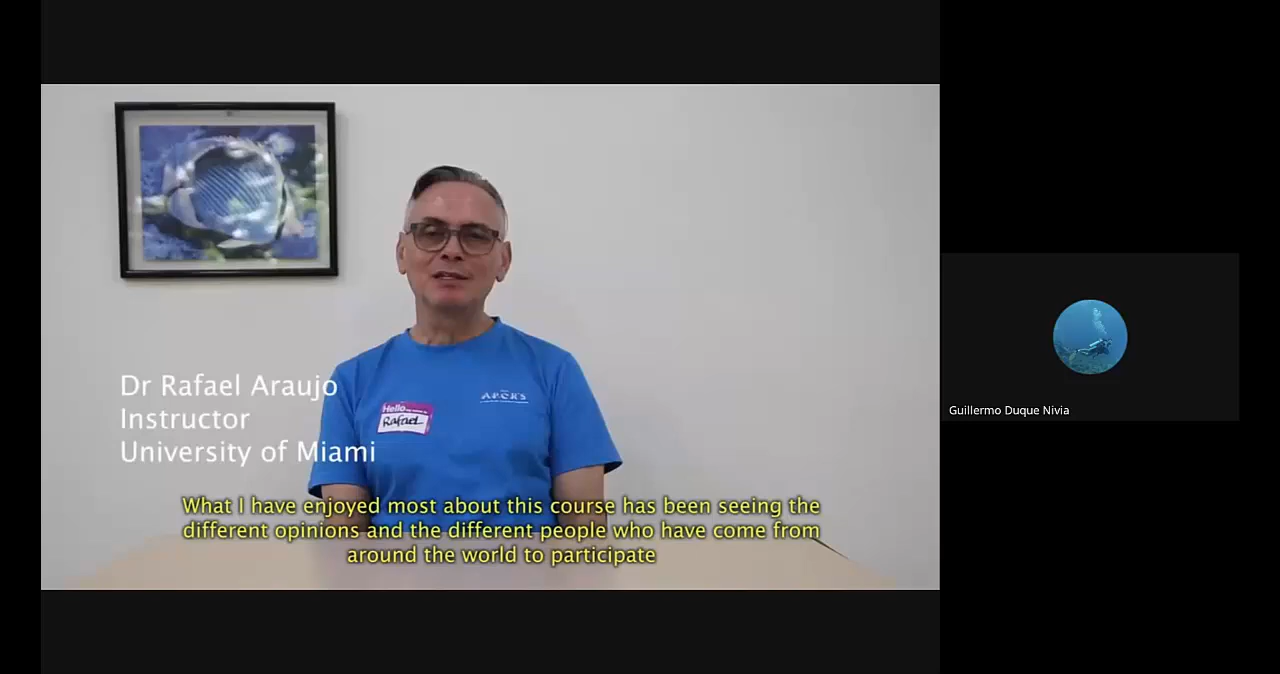 Dr Rafael Araujo
Instructor
University of Miami
Hello
Rafael
What I have enjoyed most about this course has been seeing the
different opinions and the different people who have come from
around the world to participate
Guillermo Duque Nivia